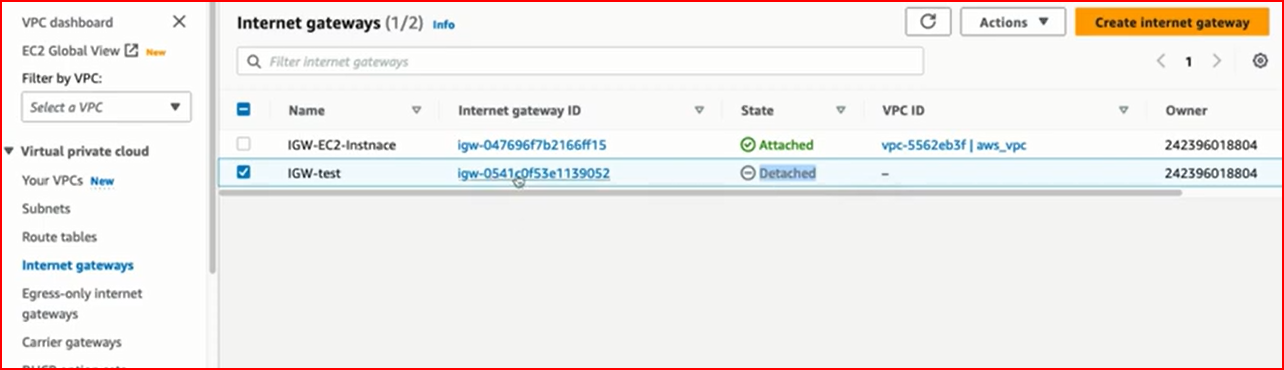 VPC dashboard
EC2 Global View New
Filter by VPC:
Select a VPC
Virtual private cloud
Your VPCs New
Subnets
Route tables
Internet gateways
Egress-only internet
gateways
Carrier gateways
Internet gateways (1/2) Info
Actions
Create internet gateway
Filter internet gateways
1
Name Internet gateway ID State VPC ID Owner
IGW-EC2-Instnace igw-047696f7b2166ff15 Attached vpc-5562eb3f | aws_vpc 242396018804
IGW-test igw-0541c0f53e1139052 Detached – 242396018804